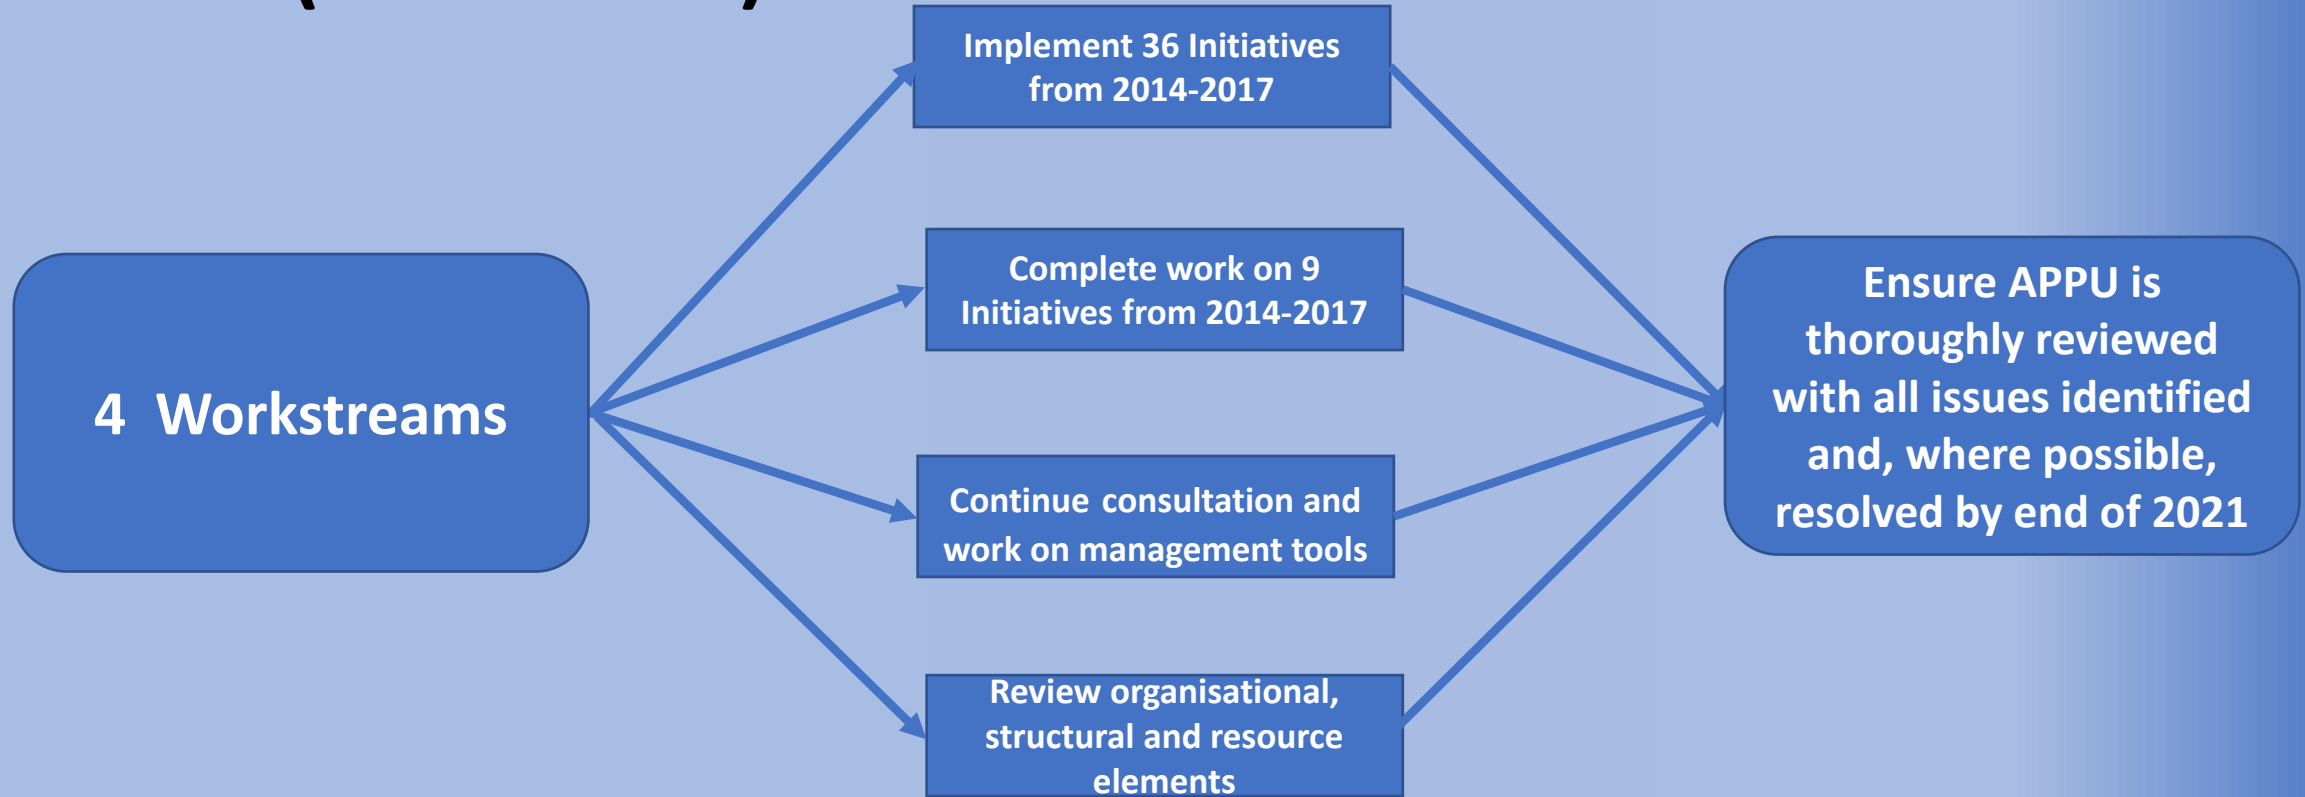 Implement 36 Initiatives
from 2014-2017
Complete work on 9
Initiatives from 2014-2017
4 Workstreams
Continue consultation and
work on management tools
Review organisational,
structural and resource
elements
Ensure APPU is
thoroughly reviewed
with all issues identified
and, where possible,
resolved by end of 2021